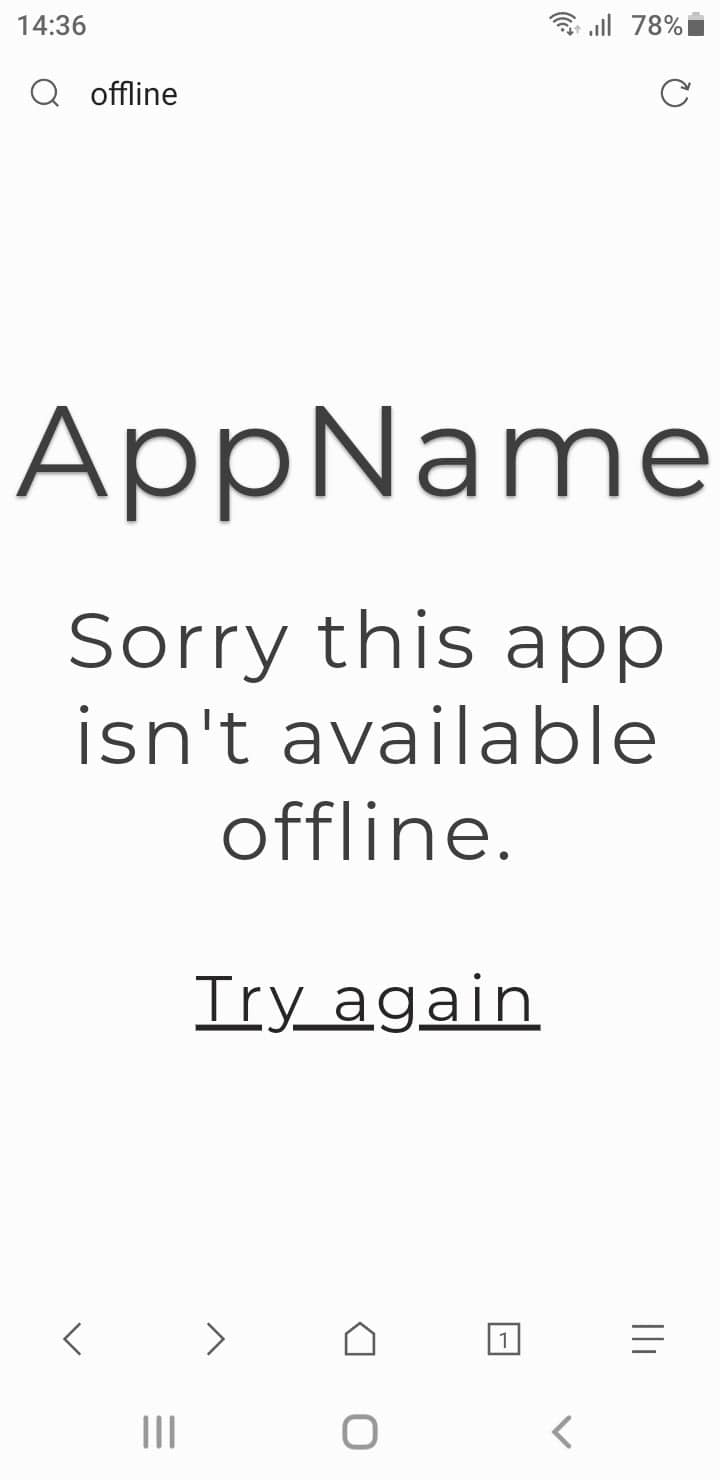 14:36 78%
offline
AppName
Sorry this app
isn't available
offline.
Try again
1